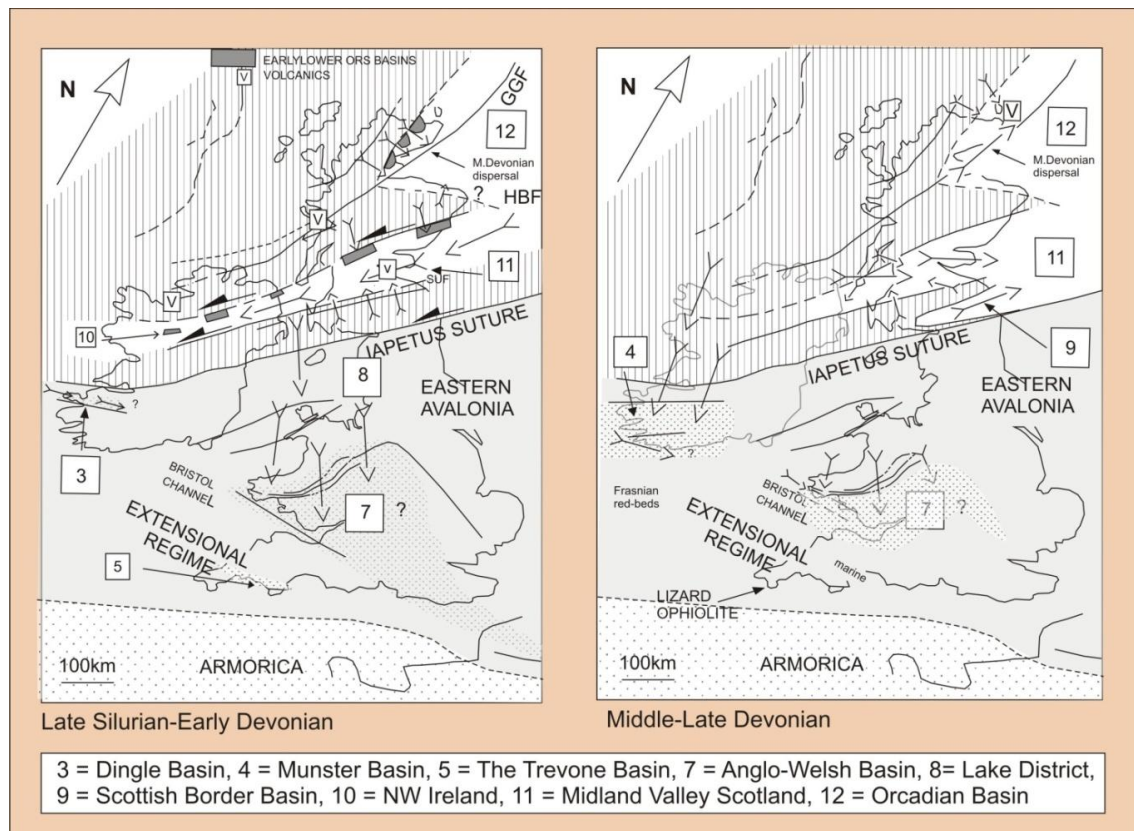 EARLYLOWER ORS BASINS
VOLCANICS
V
N
GGF
12
M.Devonian
dispersal
?
HBF
V
11
V
SUF
V
10
IAPETUS SUTURE
8
EASTERN
AVALONIA
?
3
BRISTOL
CHANNEL
7
?
EXTENSIONAL
REGIME
5
ARMORICA
100km
Late Silurian-Early Devonian
N
V
12
M.Devonian
dispersal
11
4
IAPETUS SUTURE
9
EASTERN
AVALONIA
?
Frasnian
red-beds
BRISTOL
CHANNEL
7
?
EXTENSIONAL
REGIME
marine
LIZARD
OPHIOLITE
ARMORICA
100km
Middle-Late Devonian
3 = Dingle Basin, 4 = Munster Basin, 5 = The Trevone Basin, 7 = Anglo-Welsh Basin, 8= Lake District,
9 = Scottish Border Basin, 10 = NW Ireland, 11 = Midland Valley Scotland, 12 = Orcadian Basin